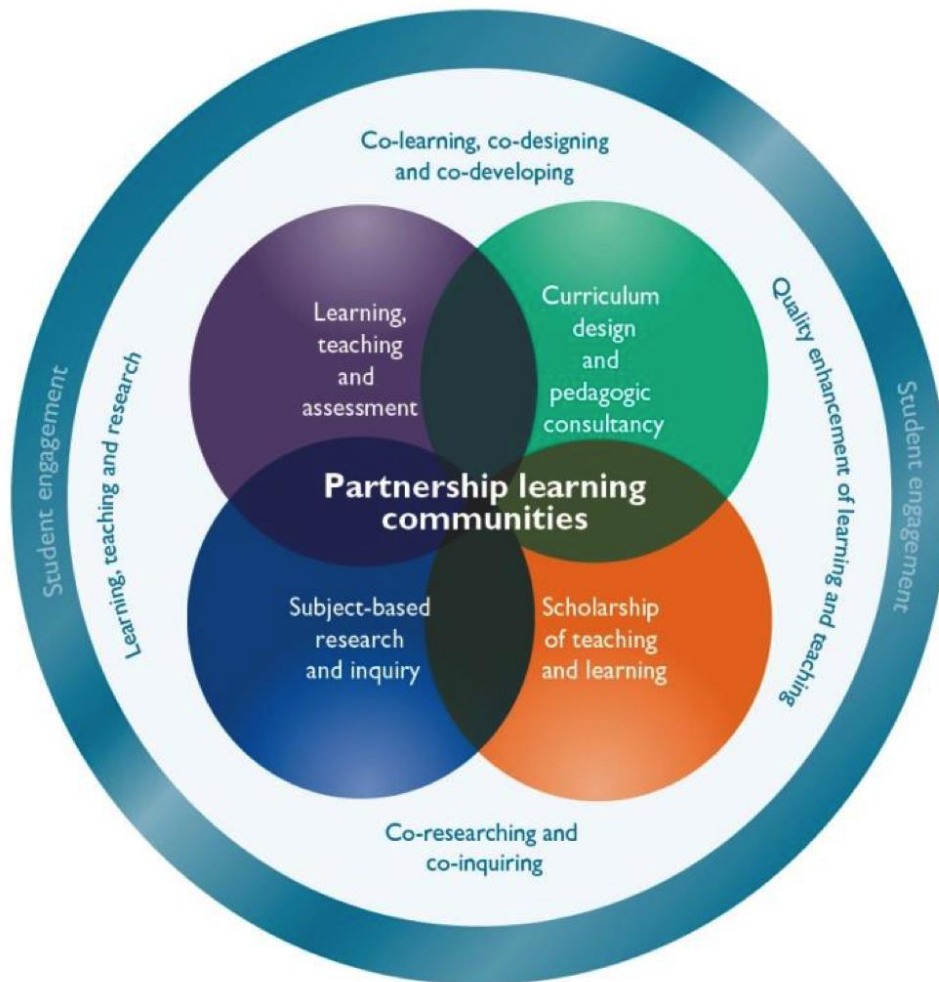 Co-learning, co-designing
and co-developing
Learning,
teaching
and
assessment
Curriculum
design
and
pedagogic
consultancy
Student engagement
Learning, teaching and research
Quality enhancement of learning and teaching
Student engagement
Partnership learning
communities
Subject-based
research
and inquiry
Scholarship
of teaching
and learning
Co-researching and
co-inquiring